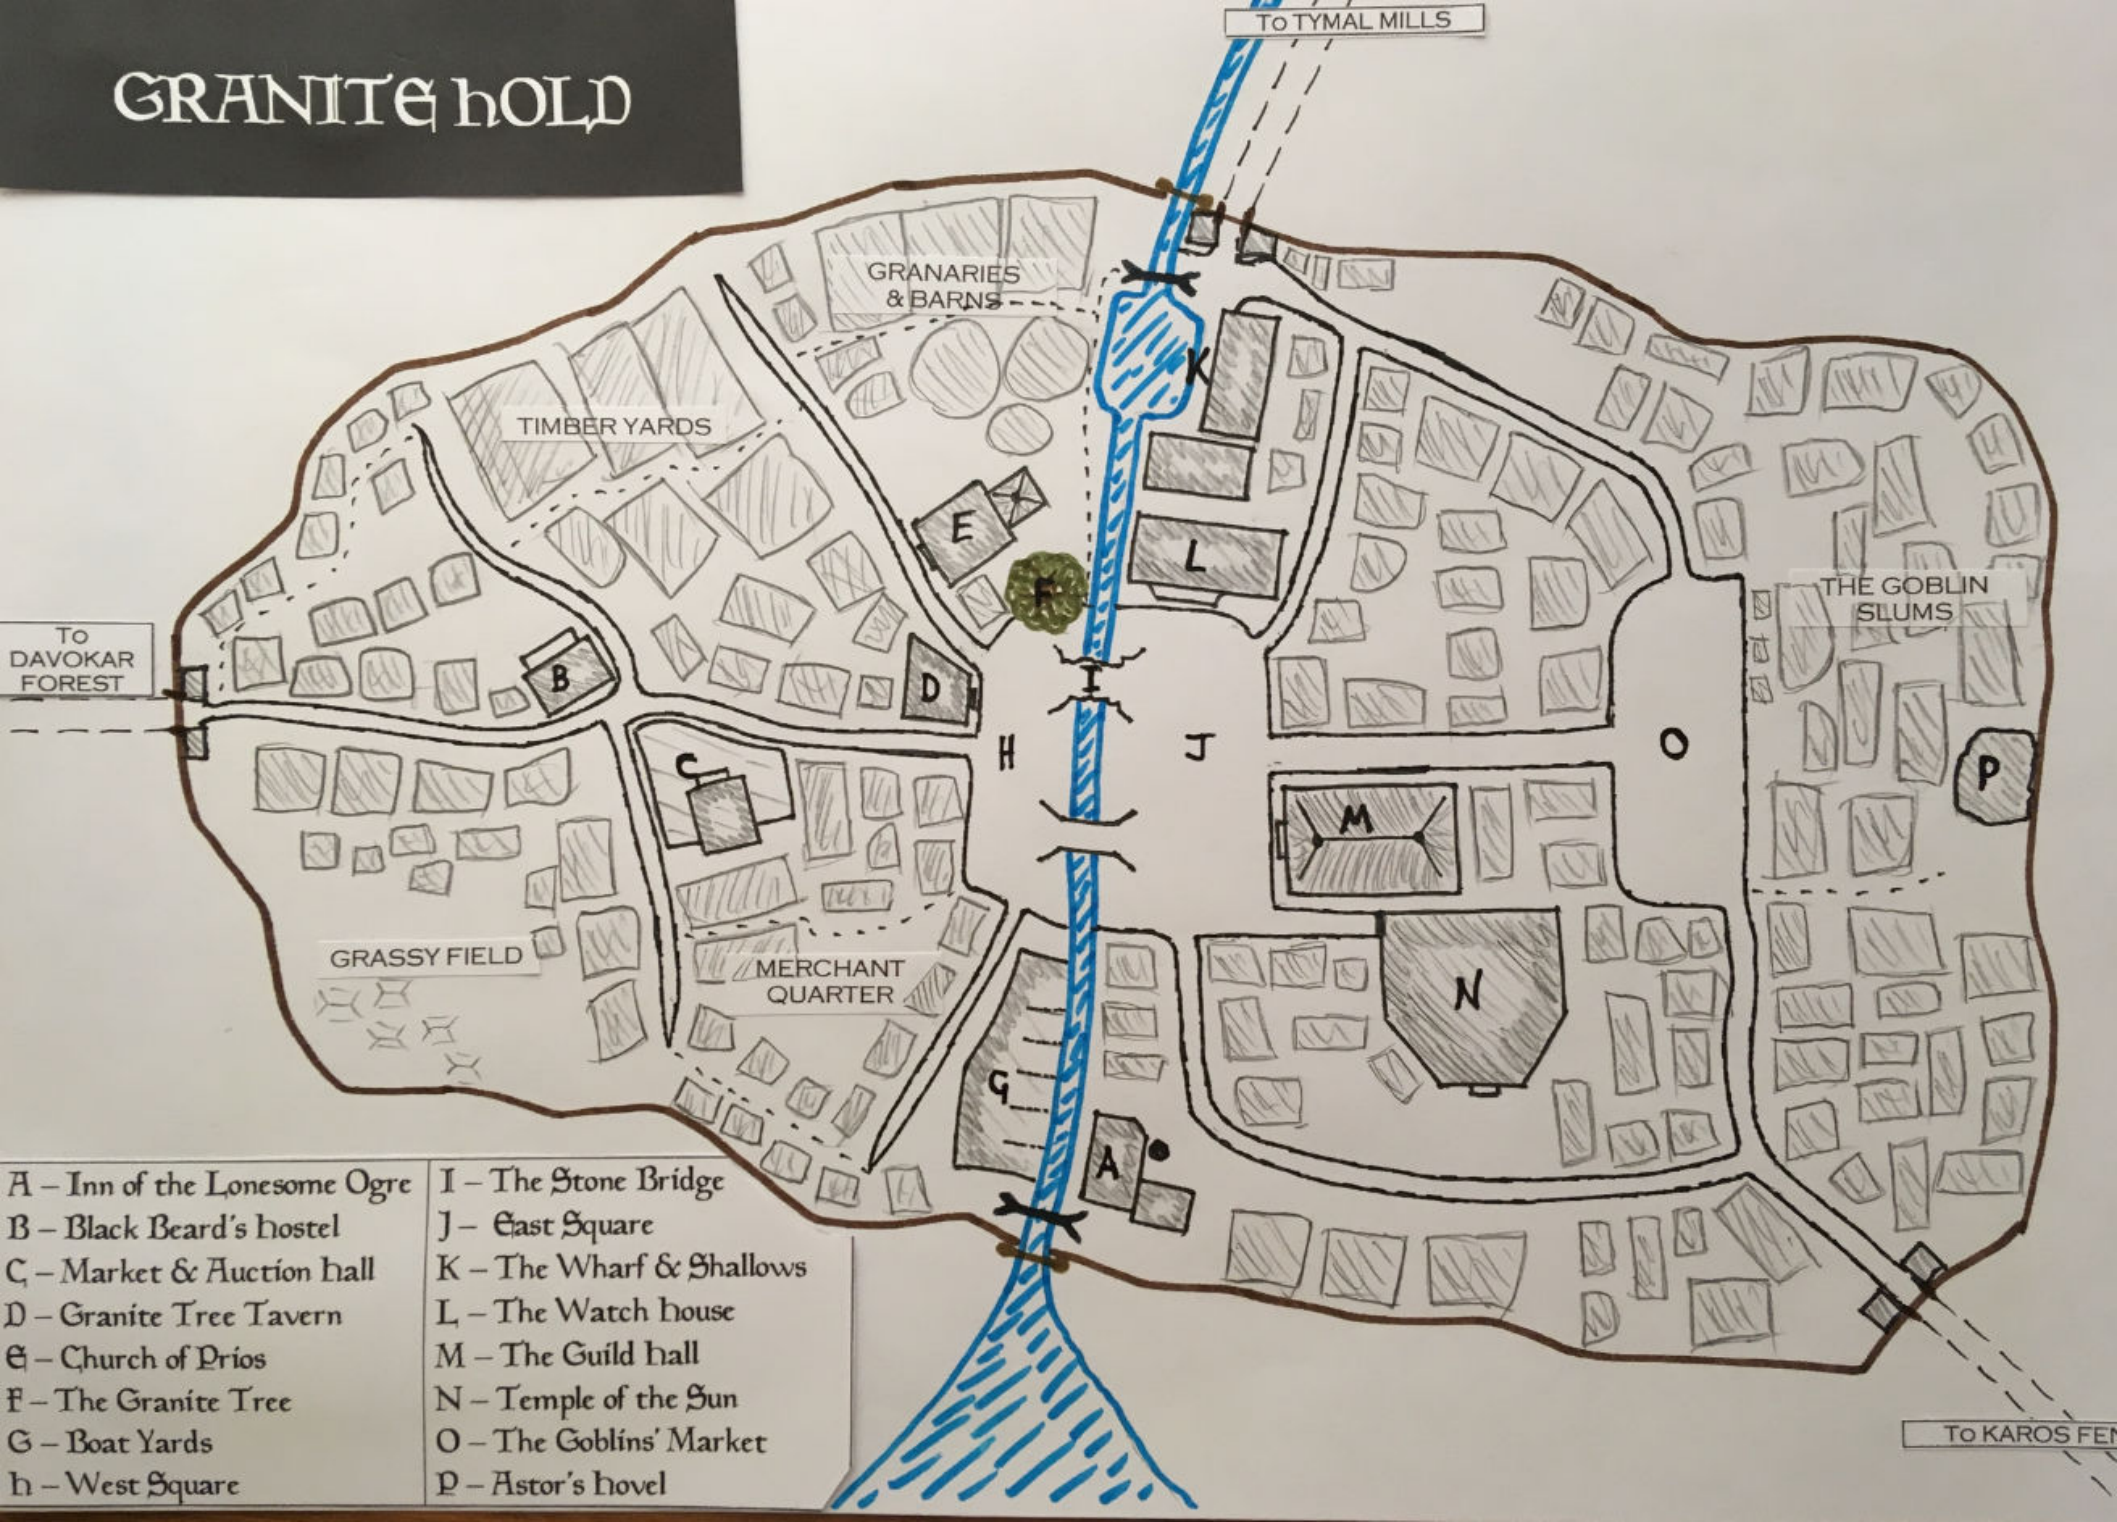 GRANITE hOLD
To TYMAL MILLS
GRANARIES
& BARNS
TIMBER YARDS
K
E
L
F
THE GOBLIN
SLUMS
To
DAVOKAR
FOREST
B
D
I
C
H
J
O
P
M
GRASSY FIELD
MERCHANT
QUARTER
N
G
A
To KAROS FEN
A – Inn of the Lonesome Ogre
B – Black Beard's hostel
C – Market & Auction hall
D – Granite Tree Tavern
E – Church of Prios
F – The Granite Tree
G – Boat Yards
h – West Square
I – The Stone Bridge
J – East Square
K – The Wharf & Shallows
L – The Watch house
M – The Guild hall
N – Temple of the Sun
O – The Goblins' Market
P – Astor's hovel